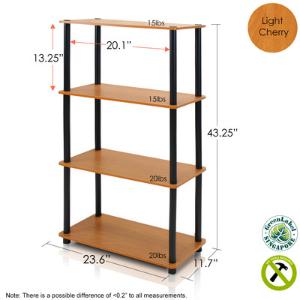 Light
Cherry
15lbs
20.1"
13.25"
15lbs
43.25"
20lbs
GreenLabel
SINGAPORE
20lbs
23.6"
11.7"
Note: There is a possible difference of <0.2" to all measurements.